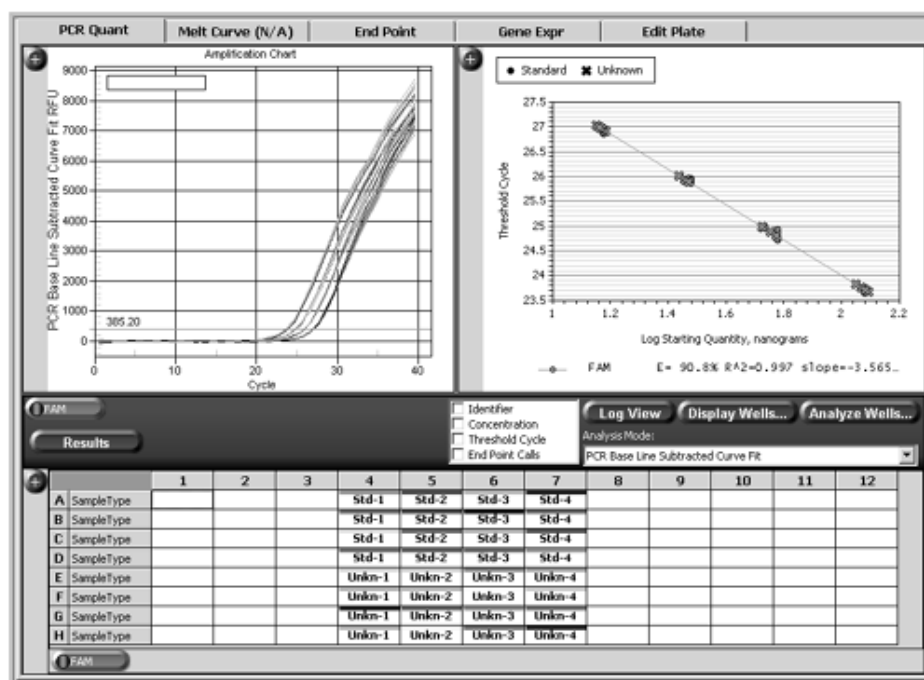 PCR Quant Melt Curve (N/A) End Point Gene Expr Edit Plate
Amplification Chart
PCR Base Line Subtracted Curve Fit RFU
9000
8000
7000
6000
5000
4000
3000
2000
1000
0
385.20
0 10 20 30 40
Cycle
Standard Unknown
Threshold Cycle
27.5
27
26.5
26
25.5
25
24.5
24
23.5
1 1.2 1.4 1.6 1.8 2 2.2
Log Starting Quantity, nanograms
FAM E= 90.8% R^2=0.997 slope=-3.565...
FAM
Results
Identifier
Concentration
Threshold Cycle
End Point Calls
Log View Display Wells... Analyze Wells...
Analysis Mode:
PCR Base Line Subtracted Curve Fit
1 2 3 4 5 6 7 8 9 10 11 12
A SampleType Std-1 Std-2 Std-3 Std-4
B SampleType Std-1 Std-2 Std-3 Std-4
C SampleType Std-1 Std-2 Std-3 Std-4
D SampleType Std-1 Std-2 Std-3 Std-4
E SampleType Unkn-1 Unkn-2 Unkn-3 Unkn-4
F SampleType Unkn-1 Unkn-2 Unkn-3 Unkn-4
G SampleType Unkn-1 Unkn-2 Unkn-3 Unkn-4
H SampleType Unkn-1 Unkn-2 Unkn-3 Unkn-4
FAM